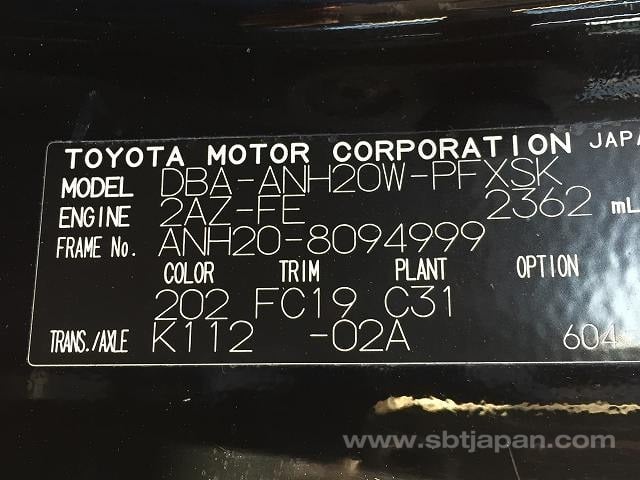 TOYOTA MOTOR CORPORATION JAPA
MODEL DBA-ANH20W-PFXSK
ENGINE 2AZ-FE 2362 mL
FRAME No. ANH20-8094999
COLOR TRIM PLANT OPTION
202 FC19 C31
TRANS./AXLE K112 -02A 604
www.sbtjapan.com